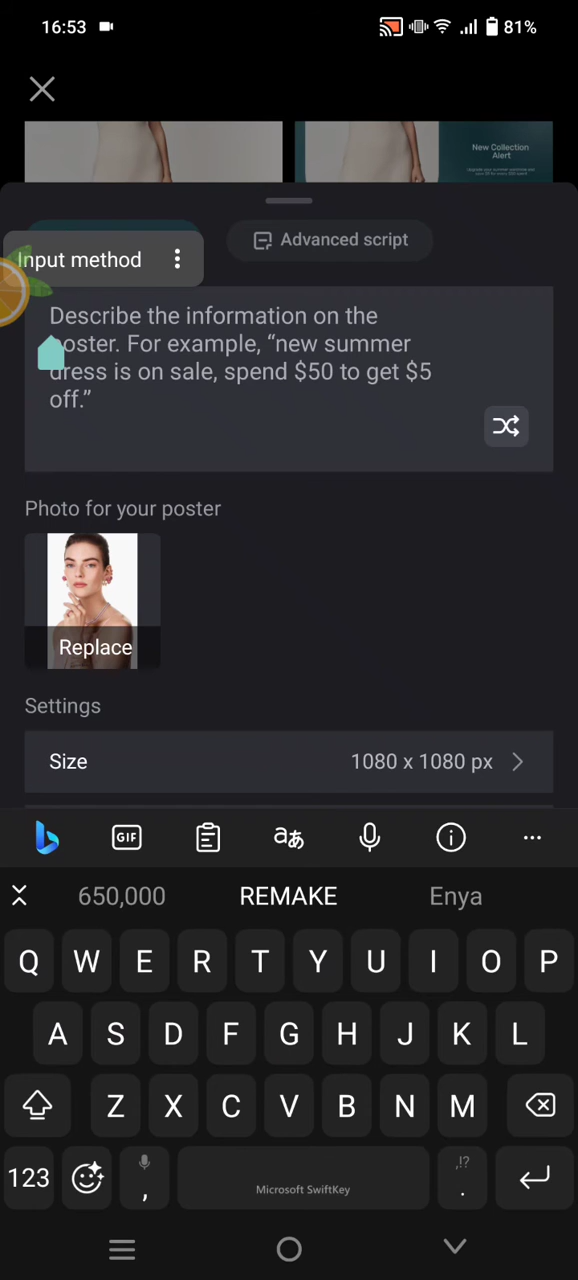 16:53
81%
New Collection
Alert
Advanced script
Input method
Describe the information on the
poster. For example, “new summer
dress is on sale, spend $50 to get $5
off.”
Photo for your poster
Replace
Settings
Size 1080 x 1080 px >
GIF
aあ
650,000 REMAKE Enya
Q W E R T Y U I O P
A S D F G H J K L
Z X C V B N M
,!?
123 , Microsoft SwiftKey .